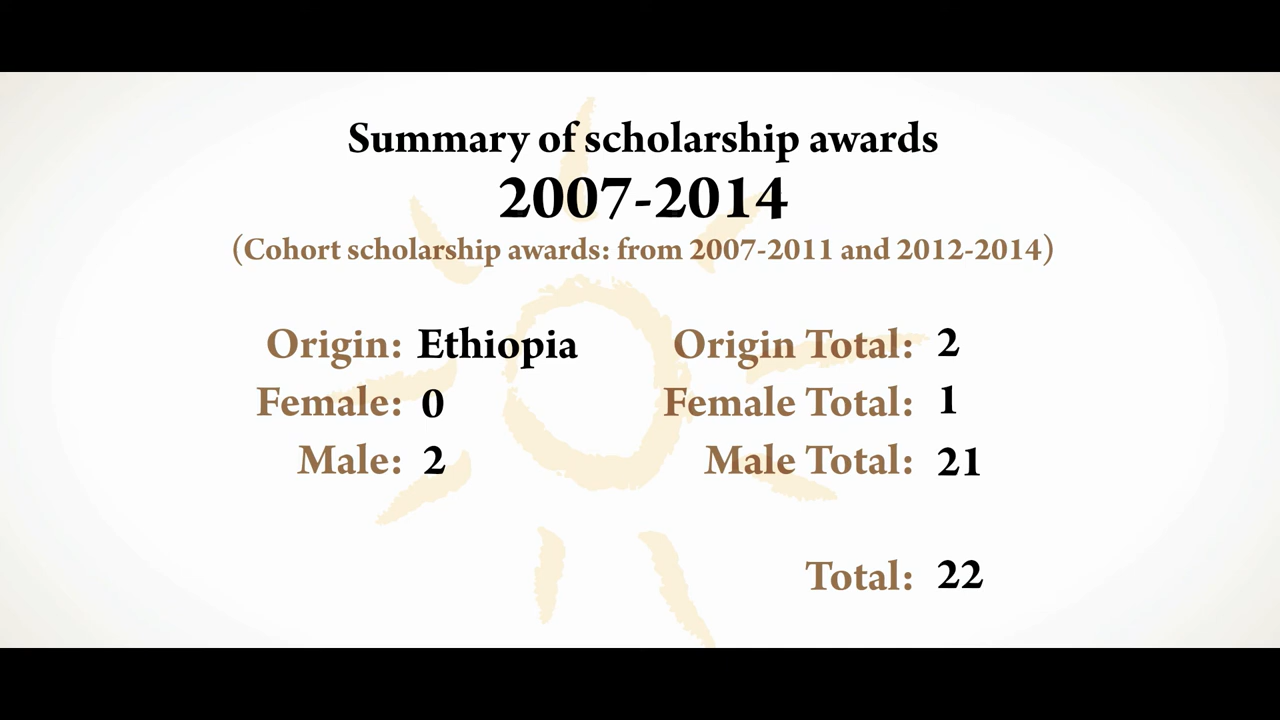 Summary of scholarship awards
2007-2014
(Cohort scholarship awards: from 2007-2011 and 2012-2014)
Origin: Ethiopia
Female: 0
Male: 2
Origin Total: 2
Female Total: 1
Male Total: 21
Total: 22